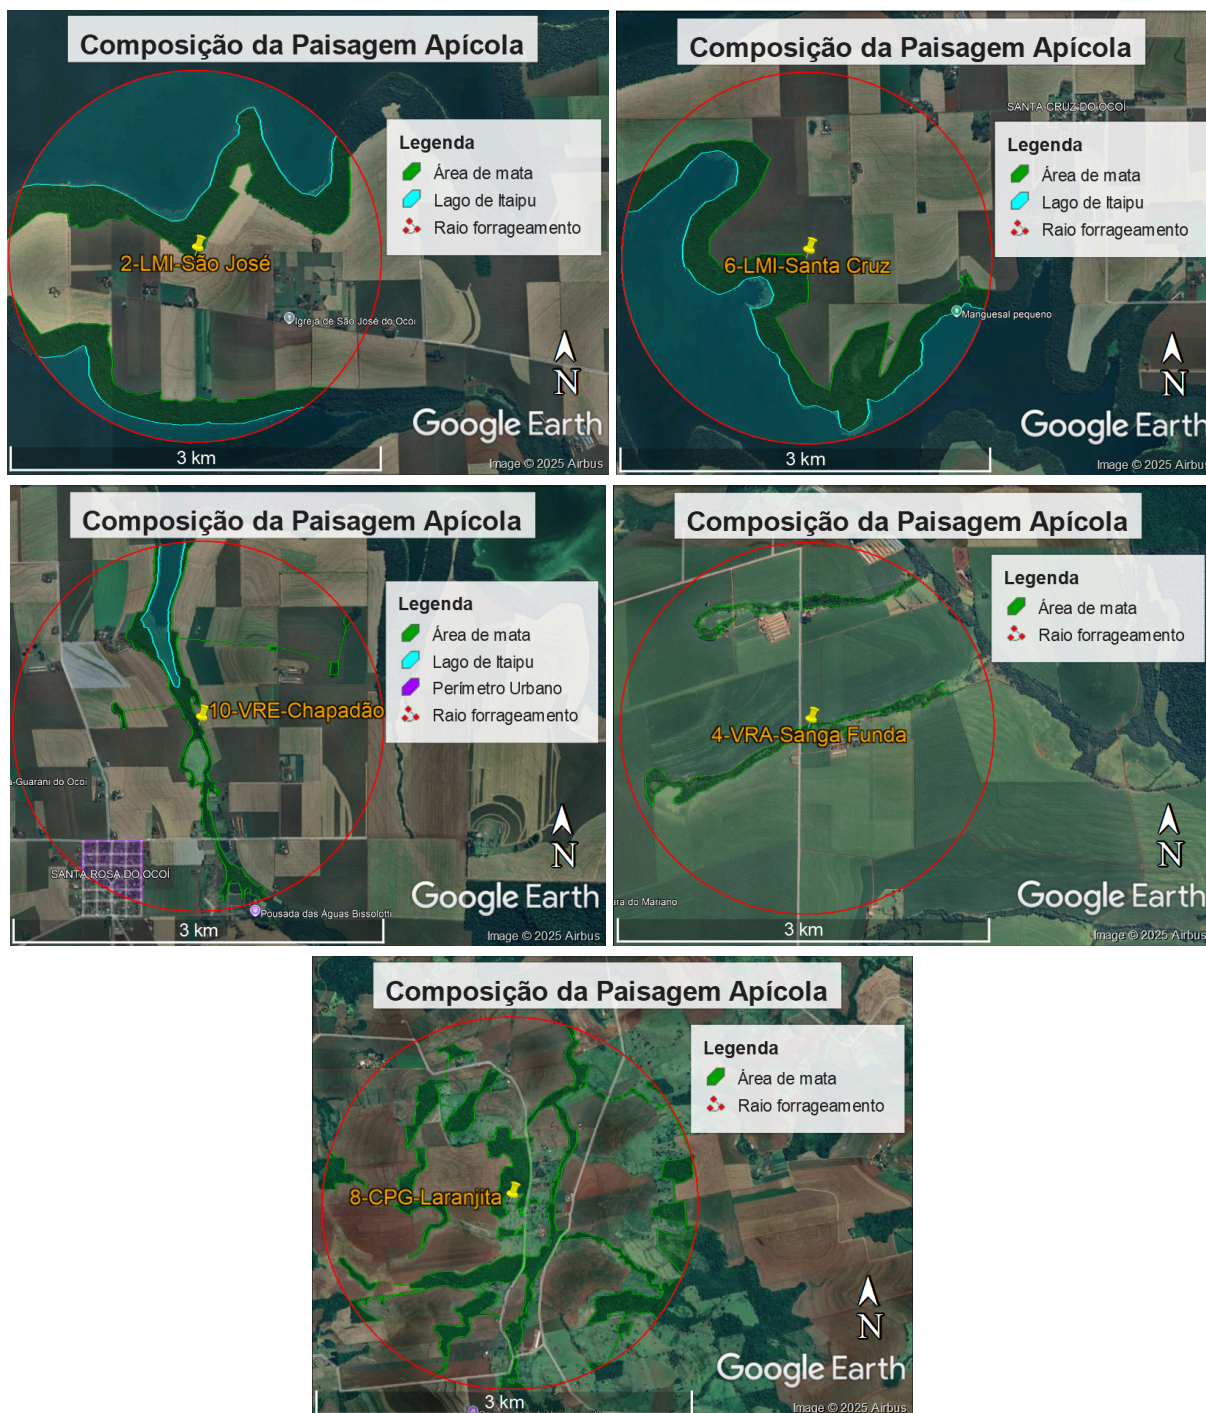 Composição da Paisagem Apícola
Legenda
Área de mata
Lago de Itaipu
Raio forrageamento
2-LMI-São José
Igreja de São José do Ocoí
N
Google Earth
3 km
Image © 2025 Airbus
Composição da Paisagem Apícola
SANTA CRUZ DO OCOÍ
Legenda
Área de mata
Lago de Itaipu
Raio forrageamento
6-LMI-Santa Cruz
Manguesal pequeno
N
Google Earth
3 km
Image © 2025 Airbus
Composição da Paisagem Apícola
Legenda
Área de mata
Lago de Itaipu
Perímetro Urbano
Raio forrageamento
10-VRE-Chapadão
a-Guarani do Ocoí
SANTA ROSA DO OCOÍ
Pousada das Águas Bissolotti
N
Google Earth
3 km
Image © 2025 Airbus
Composição da Paisagem Apícola
Legenda
Área de mata
Raio forrageamento
4-VRA-Sanga Funda
ara do Mariano
N
Google Earth
3 km
Image © 2025 Airbus
Composição da Paisagem Apícola
Legenda
Área de mata
Raio forrageamento
8-CPG-Laranjita
N
Google Earth
3 km
Image © 2025 Airbus